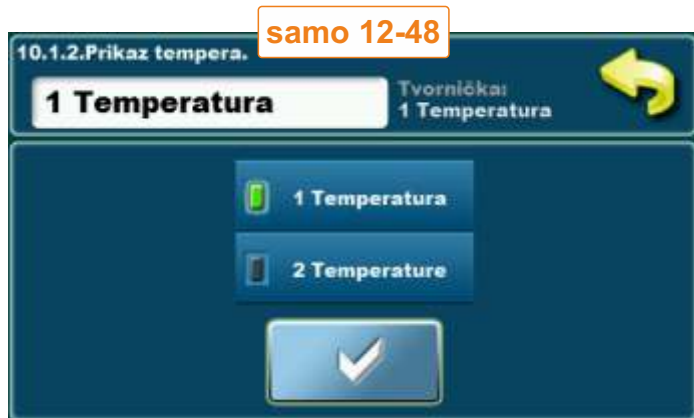 samo 12-48
10.1.2.Prikaz tempera.
1 Temperatura
Tvornička:
1 Temperatura
1 Temperatura
2 Temperature